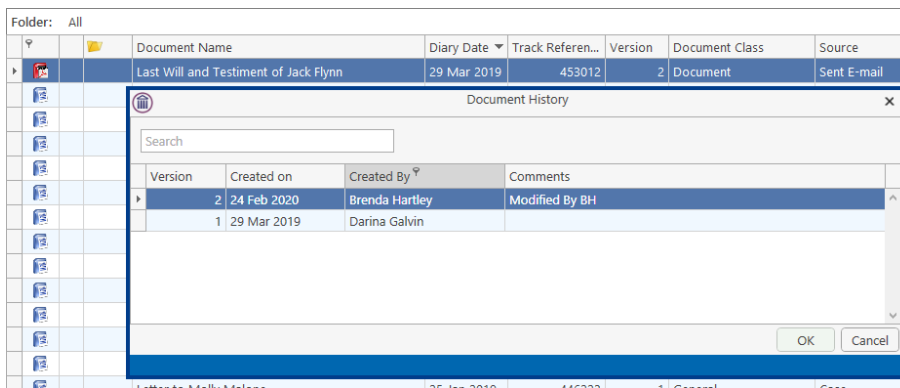 Folder: All
Document Name Diary Date Track Referen... Version Document Class Source
Last Will and Testiment of Jack Flynn 29 Mar 2019 453012 2 Document Sent E-mail
Document History
Search
Version Created on Created By Comments
2 24 Feb 2020 Brenda Hartley Modified By BH
1 29 Mar 2019 Darina Galvin
OK Cancel